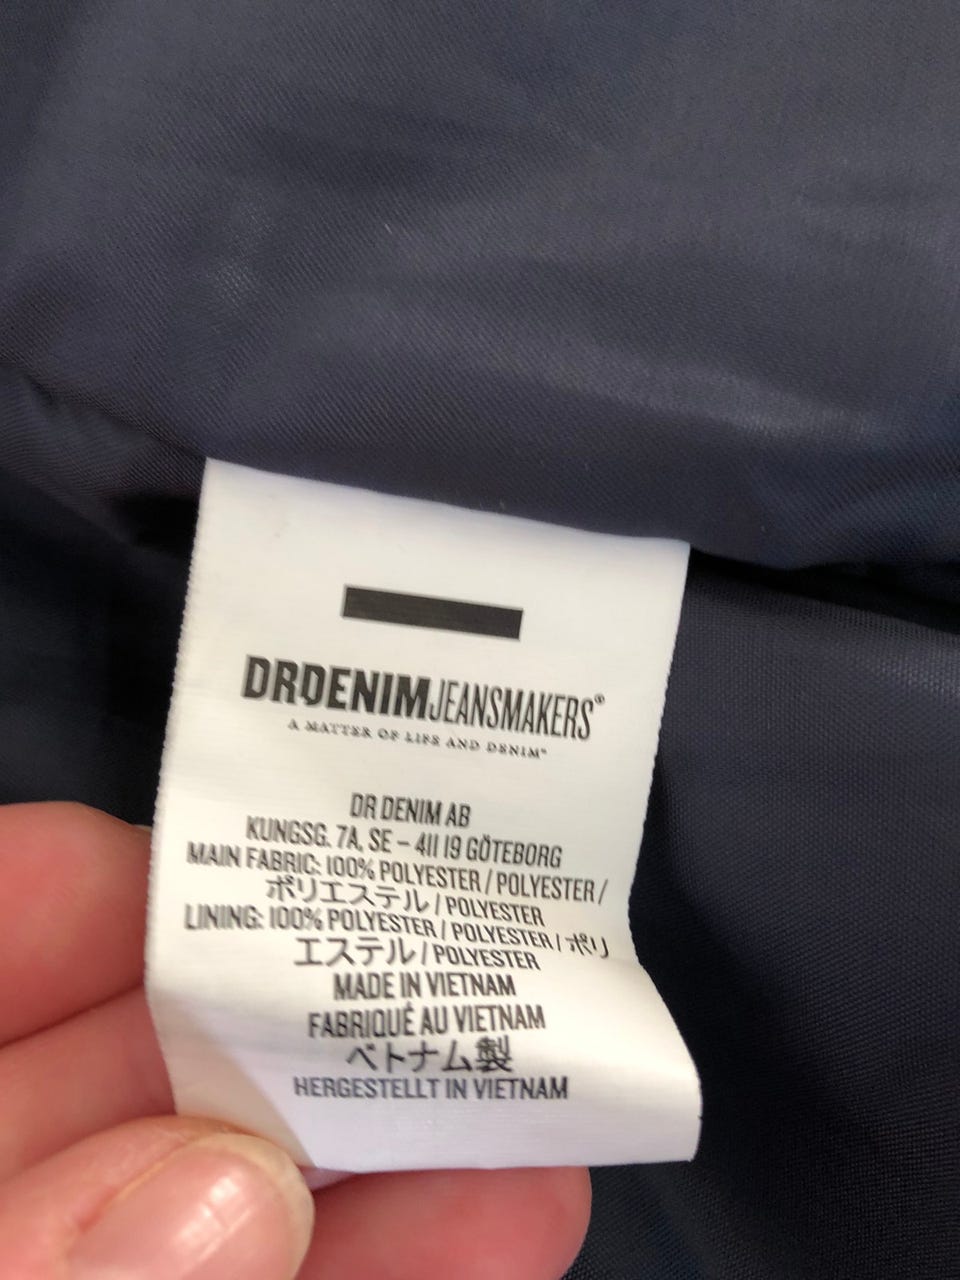 DRDENIMJEANSMAKERS®
A MATTER OF LIFE AND DENIM™
DR DENIM AB
KUNGSG. 7A, SE – 411 19 GÖTEBORG
MAIN FABRIC: 100% POLYESTER / POLYESTER /
ポリエステル / POLYESTER
LINING: 100% POLYESTER / POLYESTER / ポリ
エステル / POLYESTER
MADE IN VIETNAM
FABRIQUÉ AU VIETNAM
ベトナム製
HERGESTELLT IN VIETNAM